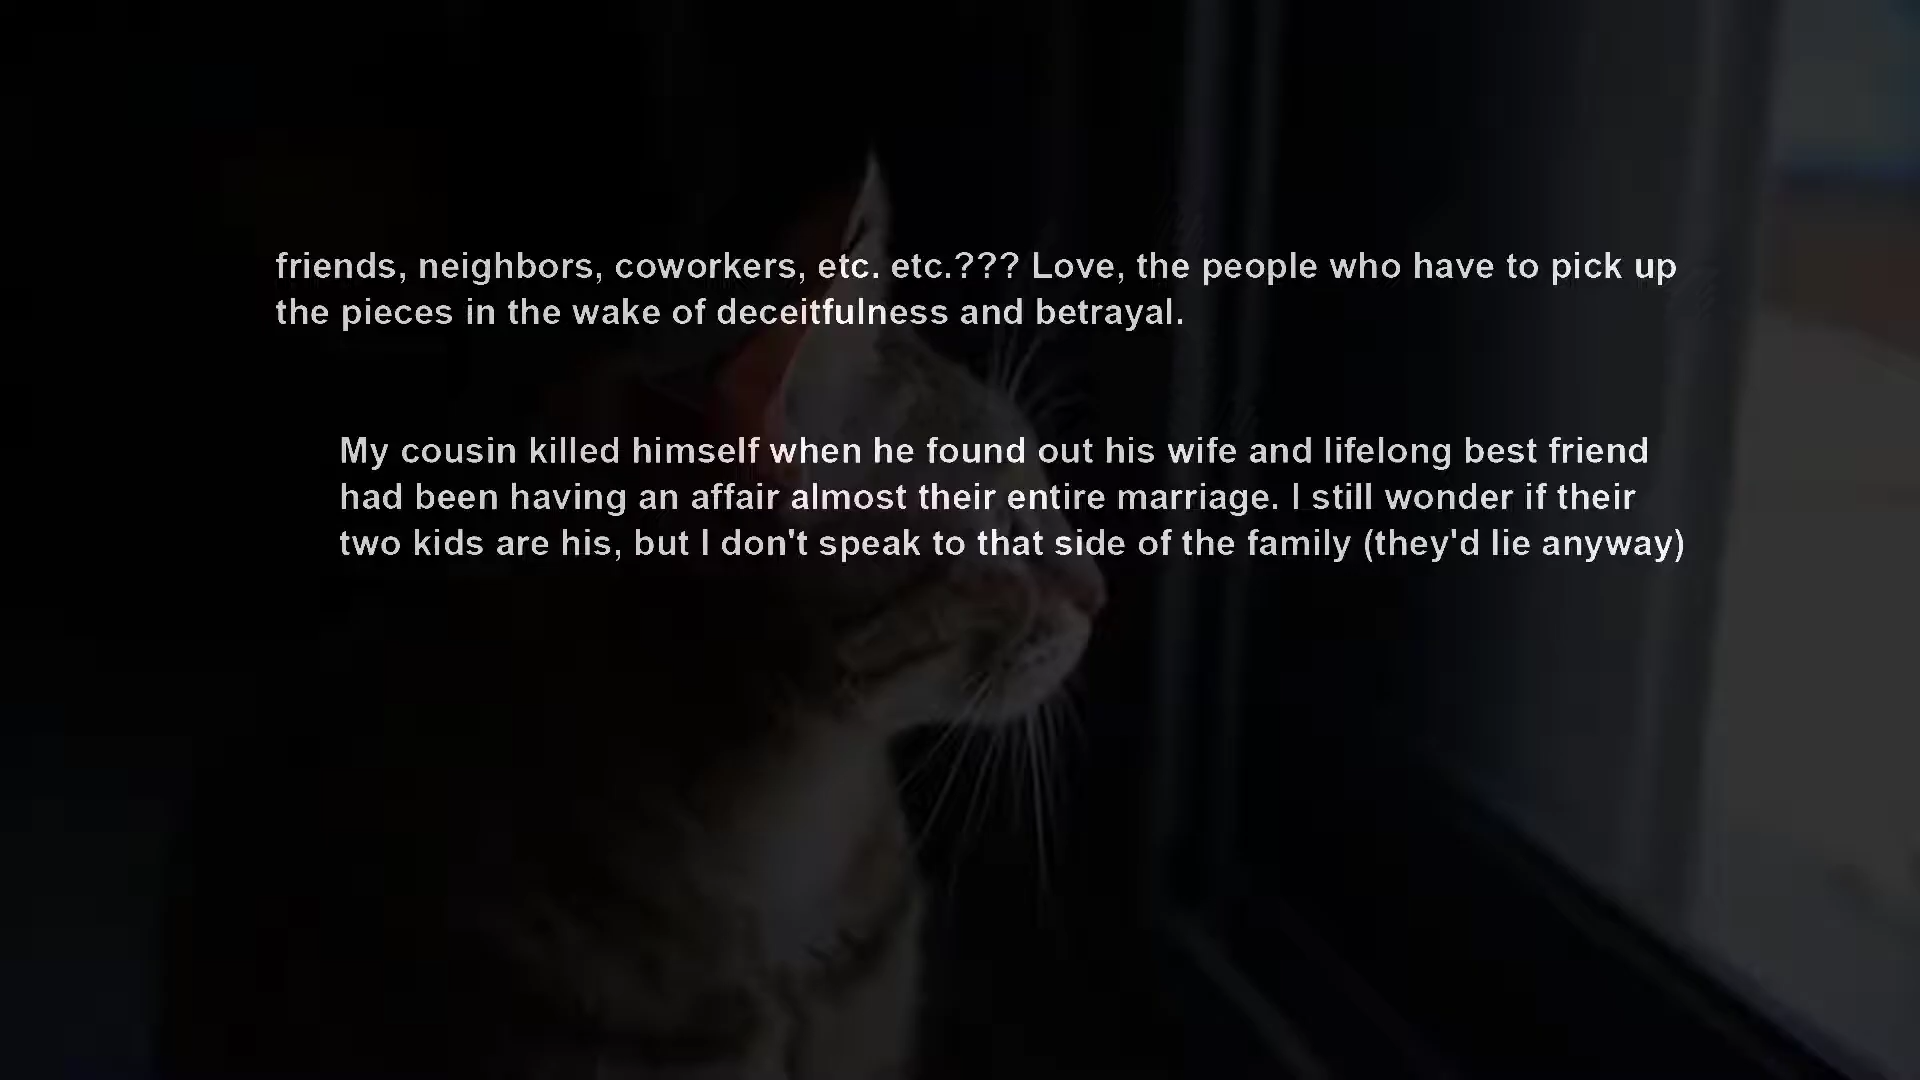 friends, neighbors, coworkers, etc. etc.??? Love, the people who have to pick up
the pieces in the wake of deceitfulness and betrayal.
My cousin killed himself when he found out his wife and lifelong best friend
had been having an affair almost their entire marriage. I still wonder if their
two kids are his, but I don't speak to that side of the family (they'd lie anyway)